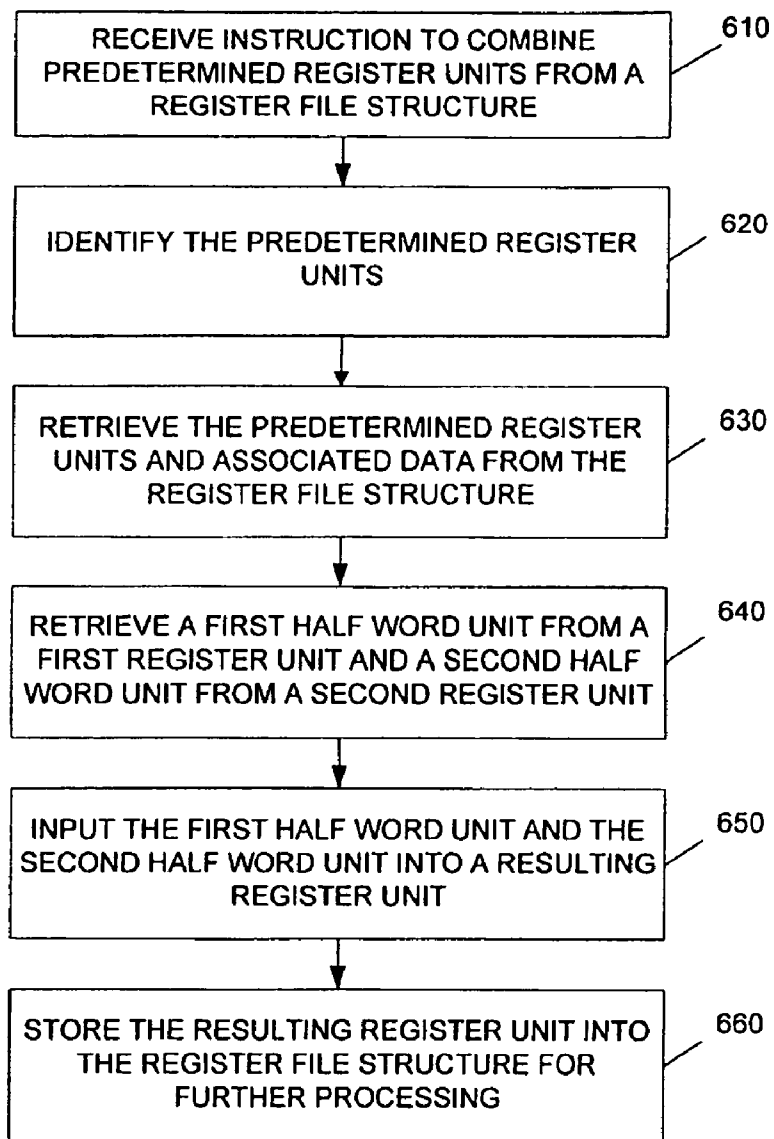 RECEIVE INSTRUCTION TO COMBINE
PREDETERMINED REGISTER UNITS FROM A
REGISTER FILE STRUCTURE
610
IDENTIFY THE PREDETERMINED REGISTER
UNITS
620
RETRIEVE THE PREDETERMINED REGISTER
UNITS AND ASSOCIATED DATA FROM THE
REGISTER FILE STRUCTURE
630
RETRIEVE A FIRST HALF WORD UNIT FROM A
FIRST REGISTER UNIT AND A SECOND HALF
WORD UNIT FROM A SECOND REGISTER UNIT
640
INPUT THE FIRST HALF WORD UNIT AND THE
SECOND HALF WORD UNIT INTO A RESULTING
REGISTER UNIT
650
STORE THE RESULTING REGISTER UNIT INTO
THE REGISTER FILE STRUCTURE FOR
FURTHER PROCESSING
660